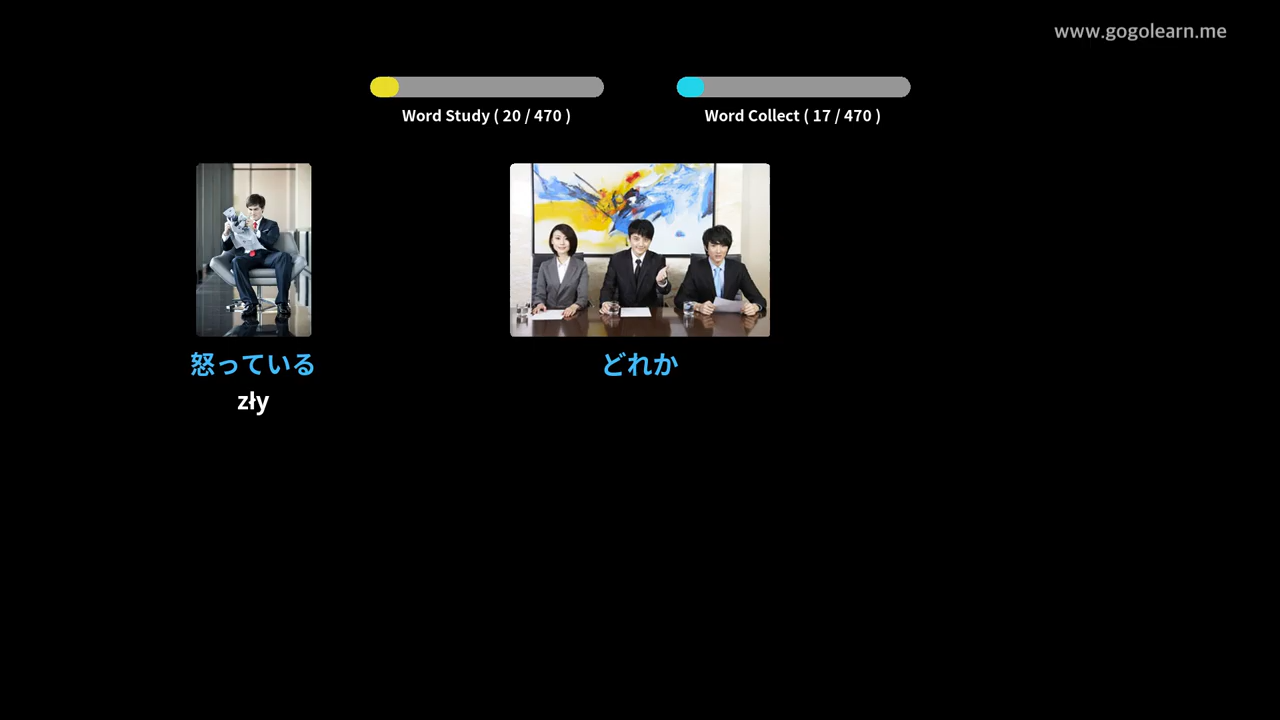 www.gogolearn.me
Word Study ( 20 / 470 )
Word Collect ( 17 / 470 )
怒っている
zły
どれか